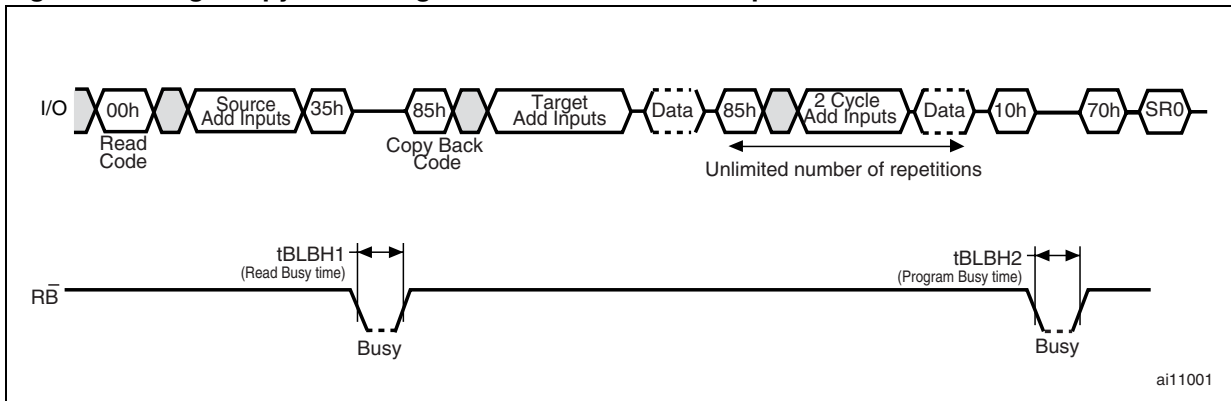 I/O 00h Source Add Inputs 35h 85h Target Add Inputs Data 85h 2 Cycle Add Inputs Data 10h 70h SR0
Read Code
Copy Back Code
Unlimited number of repetitions
tBLBH1
(Read Busy time)
tBLBH2
(Program Busy time)
RB̅
Busy
Busy
ai11001